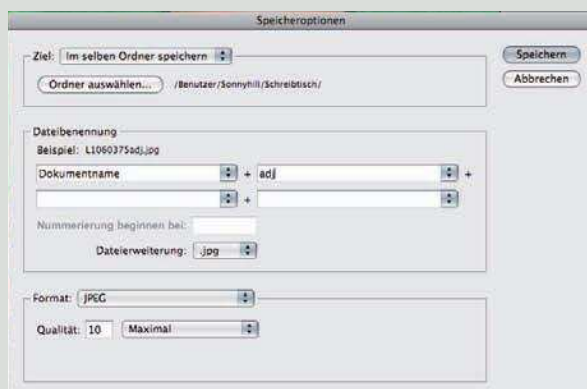 Speicheroptionen
Ziel: Im selben Ordner speichern
Speichern
Ordner auswählen... /Benutzer/Sonnyhill/Schreibtisch/
Abbrechen
Dateibenennung
Beispiel: L1060375adj.jpg
Dokumentname + adj +
+
Nummerierung beginnen bei:
Dateierweiterung: .jpg
Format: JPEG
Qualität: 10 Maximal